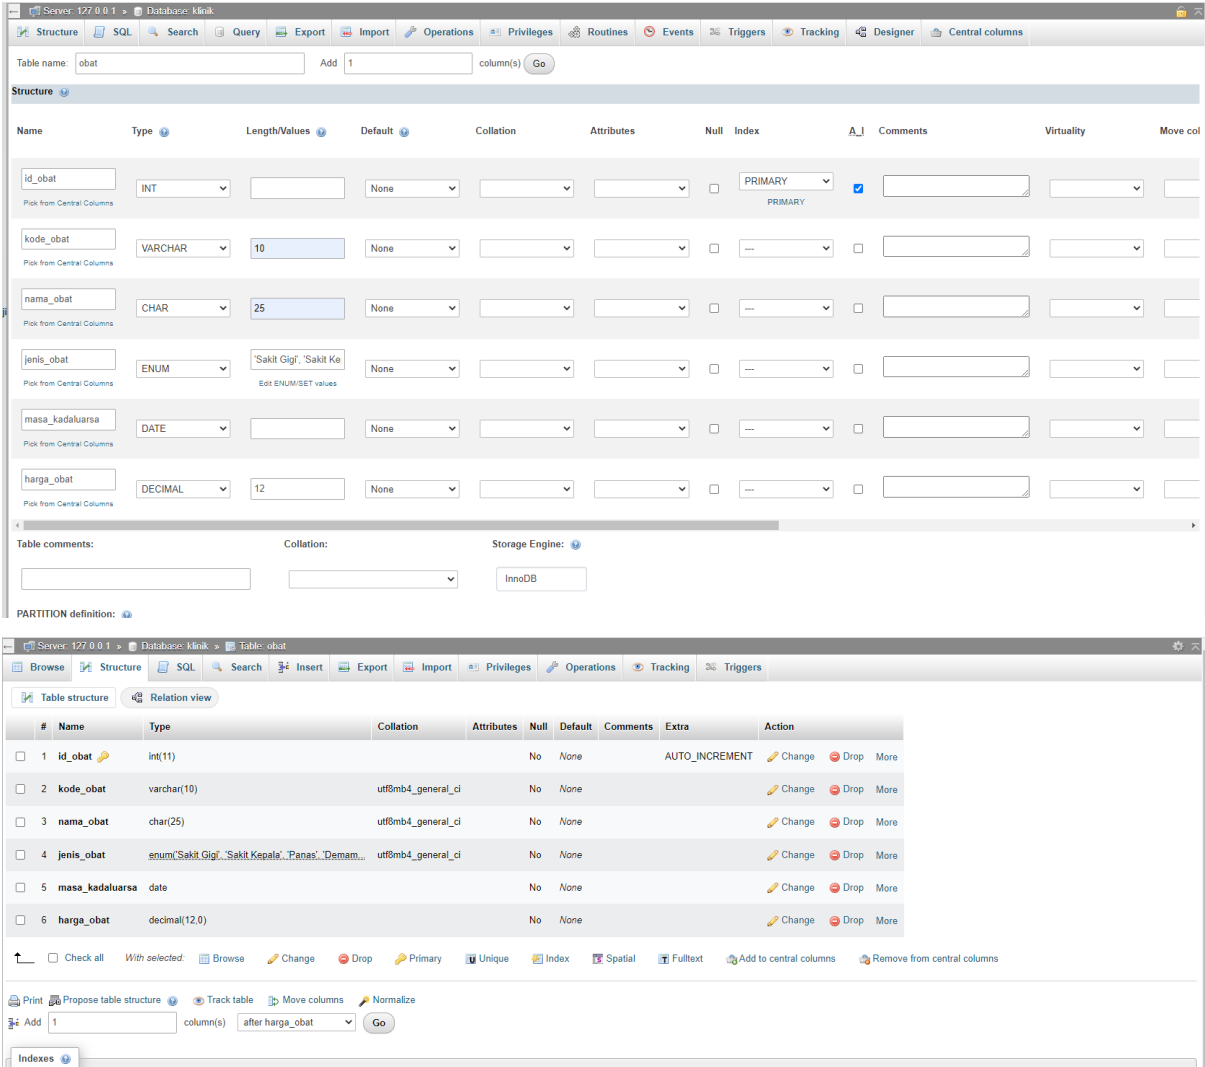 Server: 127.0.0.1 » Database: klinik
Structure SQL Search Query Export Import Operations Privileges Routines Events Triggers Tracking Designer Central columns
Table name: obat Add 1 column(s) Go
Structure
Name Type Length/Values Default Collation Attributes Null Index A_I Comments Virtuality Move col
id_obat INT None PRIMARY
Pick from Central Columns PRIMARY
kode_obat VARCHAR 10 None ---
Pick from Central Columns
nama_obat CHAR 25 None ---
Pick from Central Columns
jenis_obat ENUM 'Sakit Gigi', 'Sakit Ke None ---
Pick from Central Columns Edit ENUM/SET values
masa_kadaluarsa DATE None ---
Pick from Central Columns
harga_obat DECIMAL 12 None ---
Pick from Central Columns
Table comments: Collation: Storage Engine:
InnoDB
PARTITION definition:
Server: 127.0.0.1 » Database: klinik » Table: obat
Browse Structure SQL Search Insert Export Import Privileges Operations Tracking Triggers
Table structure Relation view
# Name Type Collation Attributes Null Default Comments Extra Action
1 id_obat int(11) No None AUTO_INCREMENT Change Drop More
2 kode_obat varchar(10) utf8mb4_general_ci No None Change Drop More
3 nama_obat char(25) utf8mb4_general_ci No None Change Drop More
4 jenis_obat enum('Sakit Gigi', 'Sakit Kepala', 'Panas', 'Demam... utf8mb4_general_ci No None Change Drop More
5 masa_kadaluarsa date No None Change Drop More
6 harga_obat decimal(12,0) No None Change Drop More
Check all With selected: Browse Change Drop Primary Unique Index Spatial Fulltext Add to central columns Remove from central columns
Print Propose table structure Track table Move columns Normalize
Add 1 column(s) after harga_obat Go
Indexes